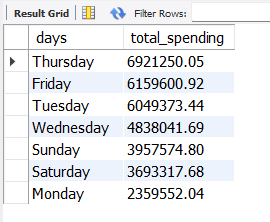 Result Grid Filter Rows:
days total_spending
Thursday 6921250.05
Friday 6159600.92
Tuesday 6049373.44
Wednesday 4838041.69
Sunday 3957574.80
Saturday 3693317.68
Monday 2359552.04